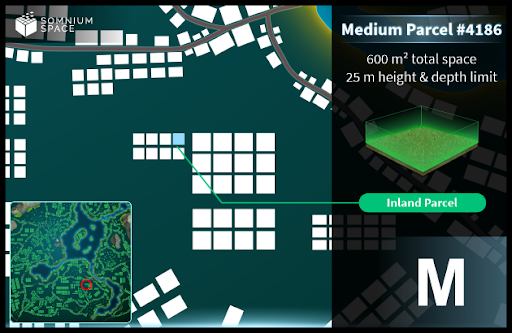 SOMNIUM
SPACE
Medium Parcel #4186
600 m² total space
25 m height & depth limit
Inland Parcel
M